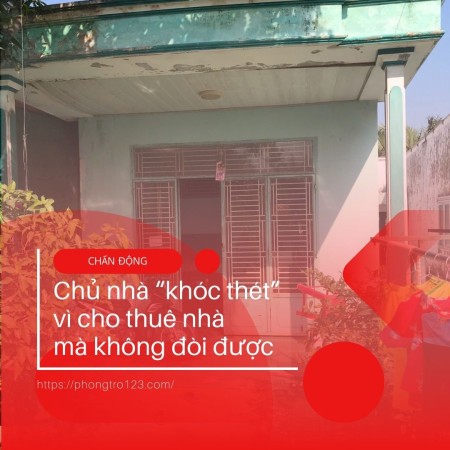 CHẤN ĐỘNG
Chủ nhà “khóc thét”
vì cho thuê nhà
mà không đòi được
https://phongtro123.com/